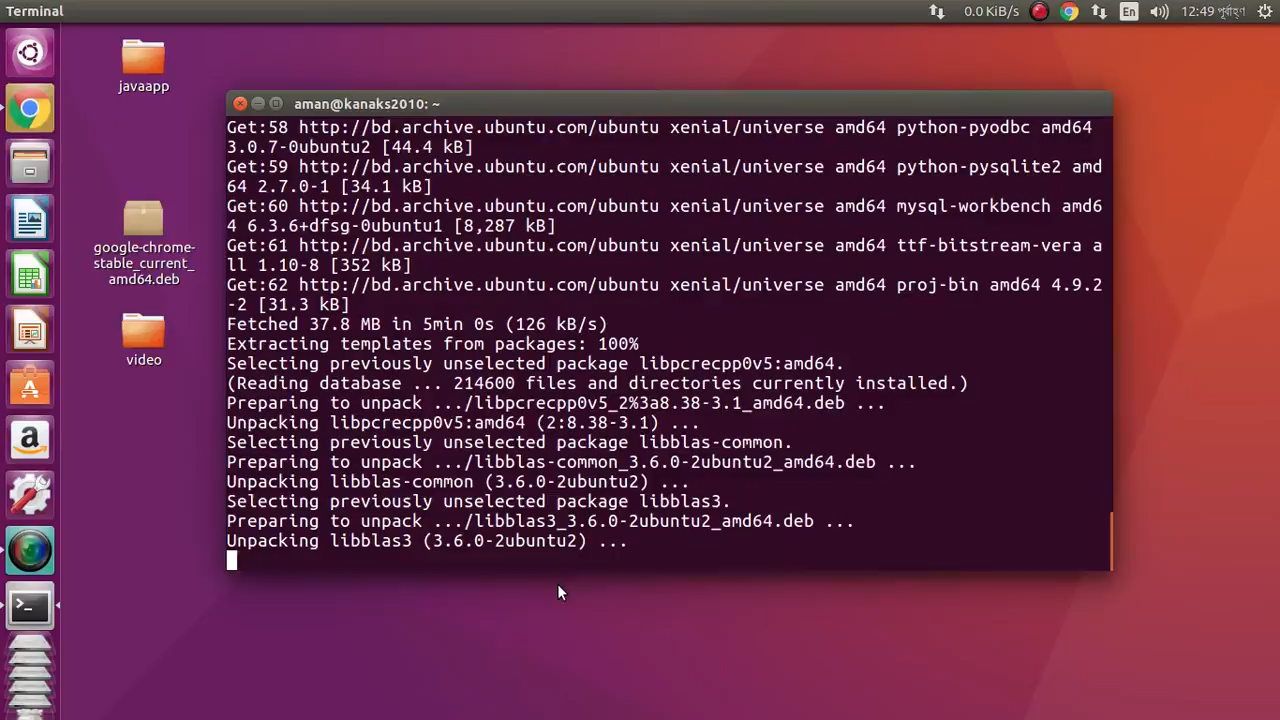 Terminal
0.0 KiB/s
En
12:49 পূর্বাহ্ণ
javaapp
google-chrome-
stable_current_
amd64.deb
video
aman@kanaks2010: ~
Get:58 http://bd.archive.ubuntu.com/ubuntu xenial/universe amd64 python-pyodbc amd64
3.0.7-0ubuntu2 [44.4 kB]
Get:59 http://bd.archive.ubuntu.com/ubuntu xenial/universe amd64 python-pysqlite2 amd
64 2.7.0-1 [34.1 kB]
Get:60 http://bd.archive.ubuntu.com/ubuntu xenial/universe amd64 mysql-workbench amd6
4 6.3.6+dfsg-0ubuntu1 [8,287 kB]
Get:61 http://bd.archive.ubuntu.com/ubuntu xenial/universe amd64 ttf-bitstream-vera a
ll 1.10-8 [352 kB]
Get:62 http://bd.archive.ubuntu.com/ubuntu xenial/universe amd64 proj-bin amd64 4.9.2
-2 [31.3 kB]
Fetched 37.8 MB in 5min 0s (126 kB/s)
Extracting templates from packages: 100%
Selecting previously unselected package libpcrecpp0v5:amd64.
(Reading database ... 214600 files and directories currently installed.)
Preparing to unpack .../libpcrecpp0v5_2%3a8.38-3.1_amd64.deb ...
Unpacking libpcrecpp0v5:amd64 (2:8.38-3.1) ...
Selecting previously unselected package libblas-common.
Preparing to unpack .../libblas-common_3.6.0-2ubuntu2_amd64.deb ...
Unpacking libblas-common (3.6.0-2ubuntu2) ...
Selecting previously unselected package libblas3.
Preparing to unpack .../libblas3_3.6.0-2ubuntu2_amd64.deb ...
Unpacking libblas3 (3.6.0-2ubuntu2) ...